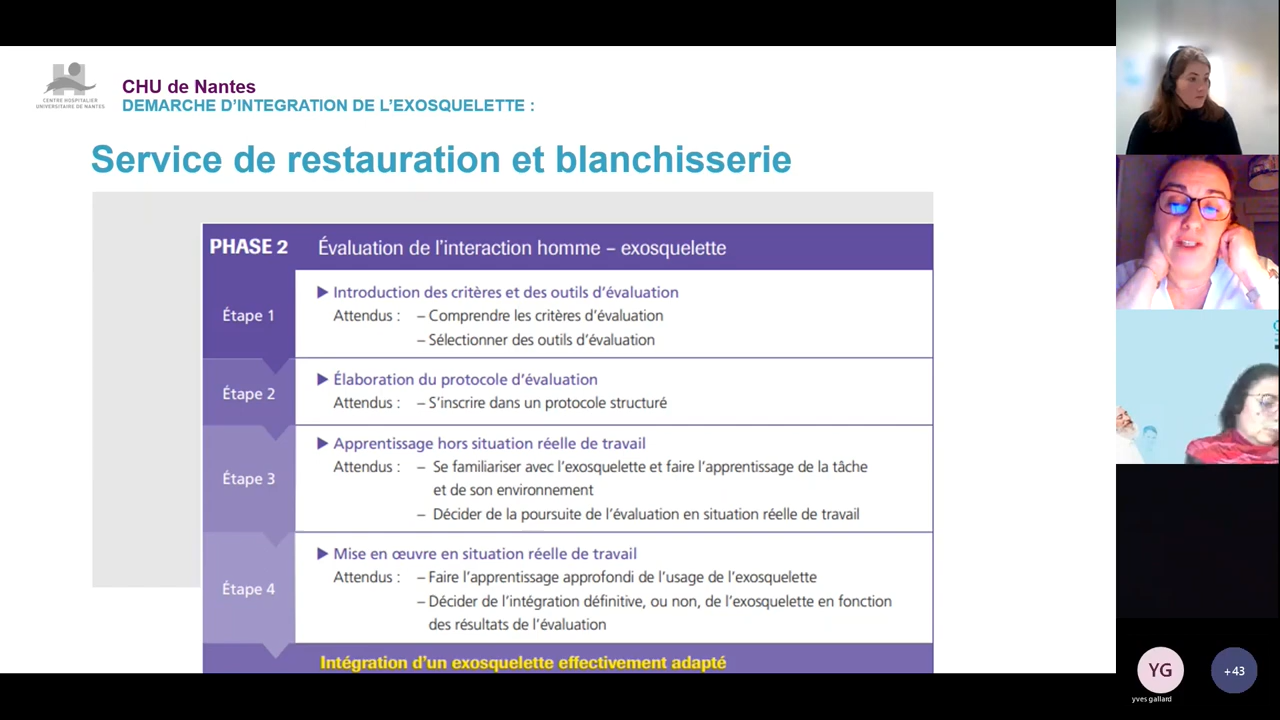 CENTRE HOSPITALIER
UNIVERSITAIRE DE NANTES
CHU de Nantes
DEMARCHE D’INTEGRATION DE L’EXOSQUELETTE :
Service de restauration et blanchisserie
PHASE 2 Évaluation de l’interaction homme – exosquelette
Étape 1
▶ Introduction des critères et des outils d’évaluation
Attendus : – Comprendre les critères d’évaluation
– Sélectionner des outils d’évaluation
Étape 2
▶ Élaboration du protocole d’évaluation
Attendus : – S’inscrire dans un protocole structuré
Étape 3
▶ Apprentissage hors situation réelle de travail
Attendus : – Se familiariser avec l’exosquelette et faire l’apprentissage de la tâche
et de son environnement
– Décider de la poursuite de l’évaluation en situation réelle de travail
Étape 4
▶ Mise en œuvre en situation réelle de travail
Attendus : – Faire l’apprentissage approfondi de l’usage de l’exosquelette
– Décider de l’intégration définitive, ou non, de l’exosquelette en fonction
des résultats de l’évaluation
Intégration d’un exosquelette effectivement adapté
YG
yves gallard
+43